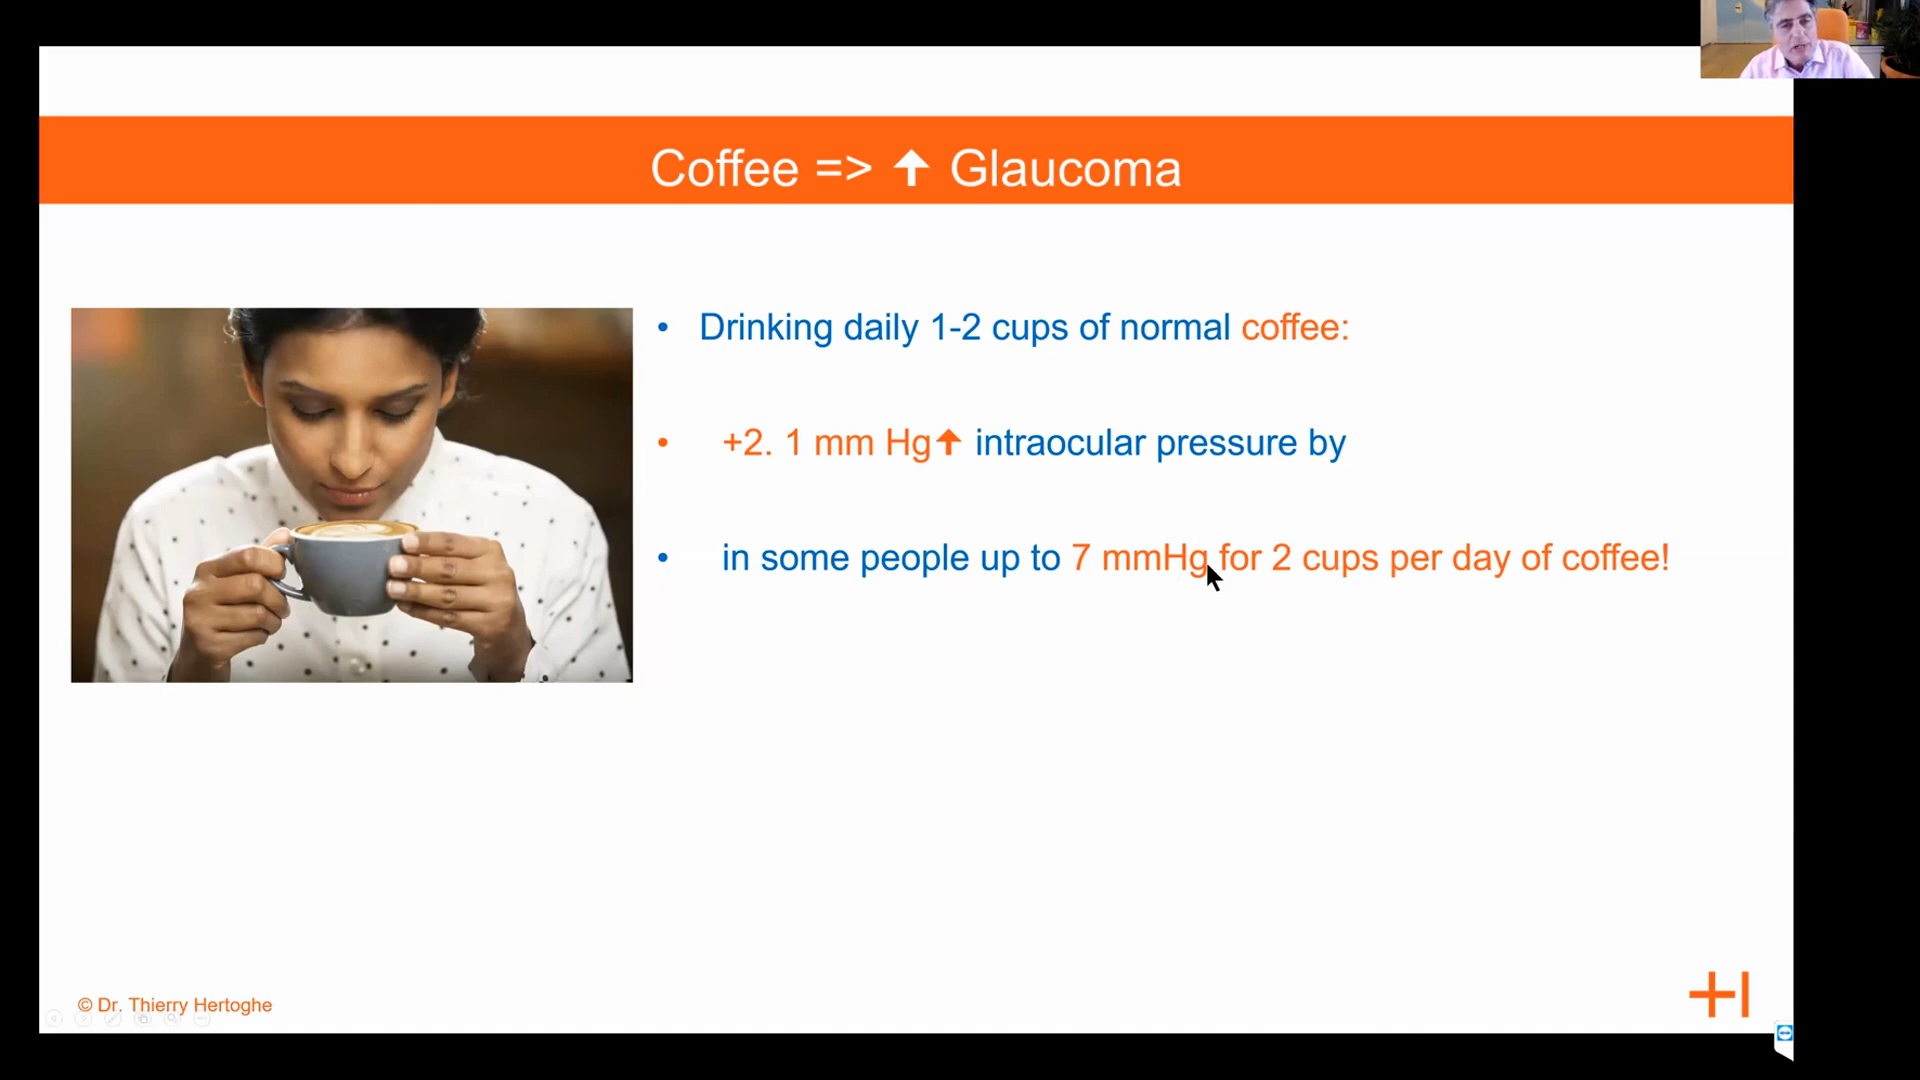 Coffee => ⬆ Glaucoma
• Drinking daily 1-2 cups of normal coffee:
• +2. 1 mm Hg⬆ intraocular pressure by
• in some people up to 7 mmHg for 2 cups per day of coffee!
© Dr. Thierry Hertoghe